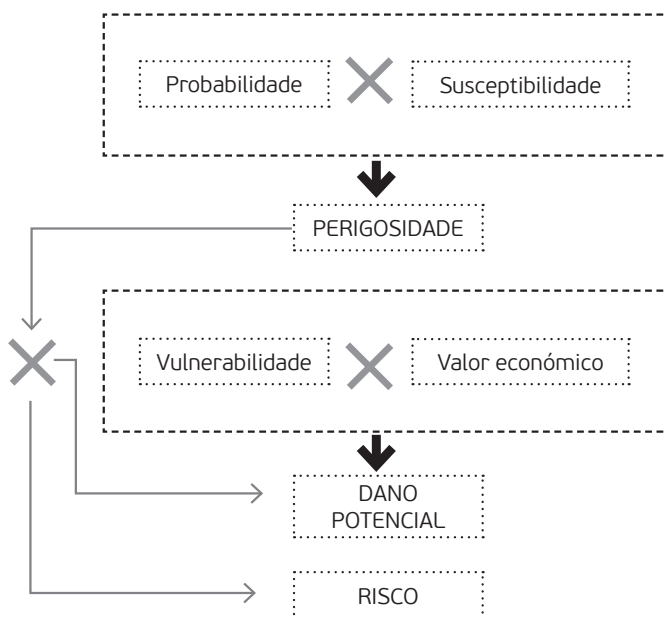 Probabilidade
Susceptibilidade
PERIGOSIDADE
Vulnerabilidade
Valor económico
DANO
POTENCIAL
RISCO